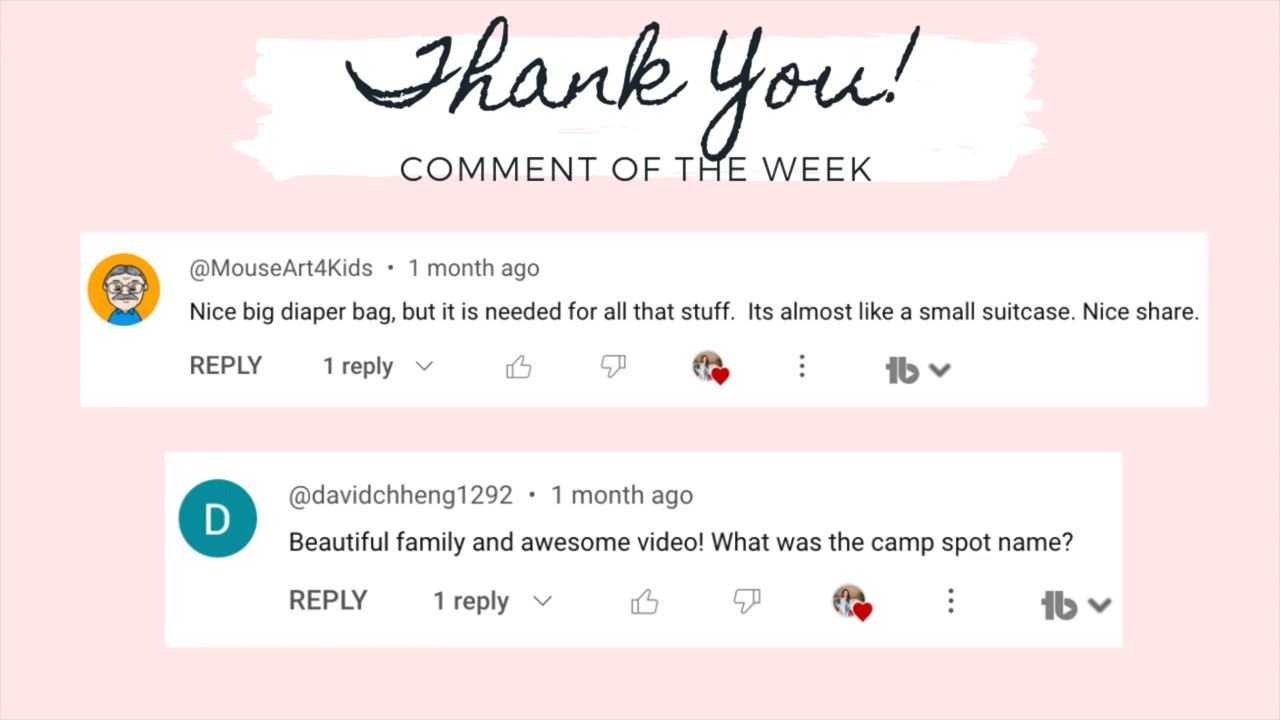 Thank You!
COMMENT OF THE WEEK
@MouseArt4Kids • 1 month ago
Nice big diaper bag, but it is needed for all that stuff.  Its almost like a small suitcase. Nice share.
REPLY 1 reply
@davidchheng1292 • 1 month ago
D
Beautiful family and awesome video! What was the camp spot name?
REPLY 1 reply